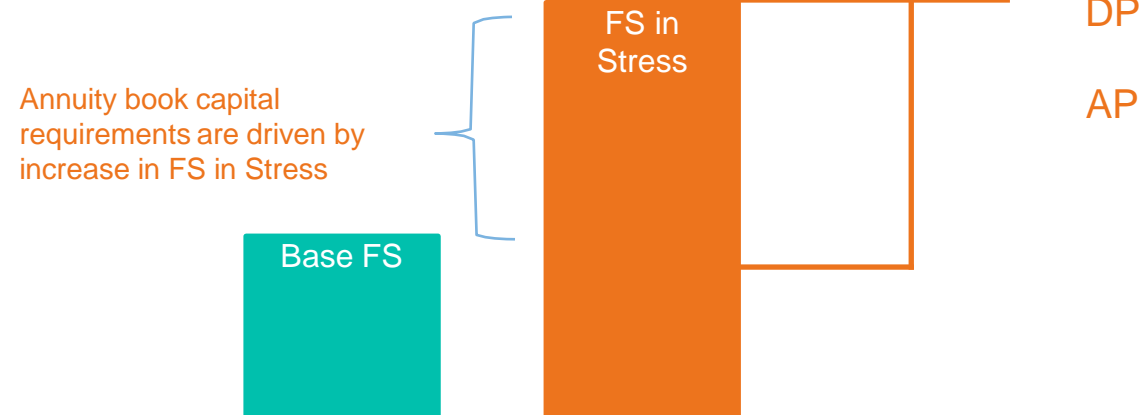 FS in
Stress
DP
AP
Annuity book capital
requirements are driven by
increase in FS in Stress
Base FS